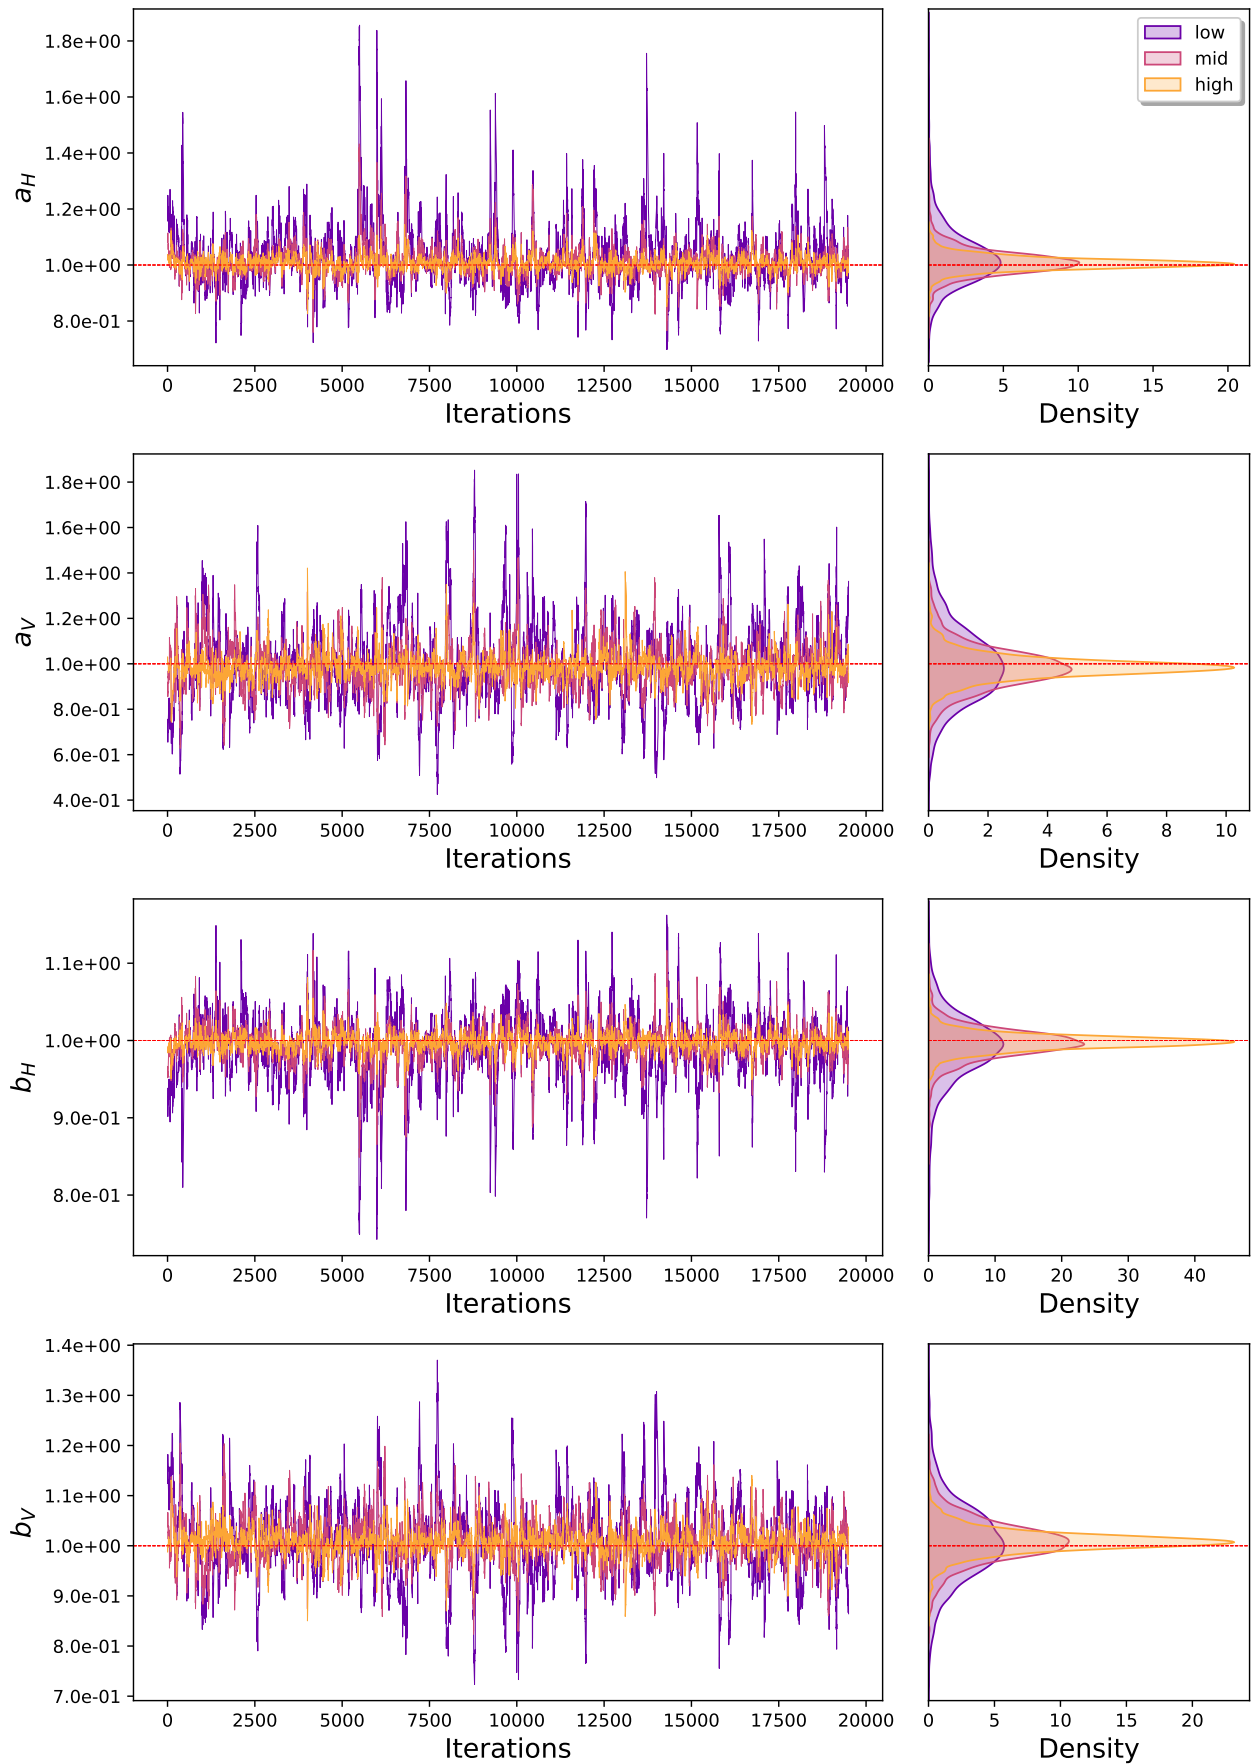 1.8e+00
1.6e+00
1.4e+00
1.2e+00
1.0e+00
8.0e-01
a_H
0 2500 5000 7500 10000 12500 15000 17500 20000
Iterations
low
mid
high
0 5 10 15 20
Density
1.8e+00
1.6e+00
1.4e+00
1.2e+00
1.0e+00
8.0e-01
6.0e-01
4.0e-01
a_V
0 2500 5000 7500 10000 12500 15000 17500 20000
Iterations
0 2 4 6 8 10
Density
1.1e+00
1.0e+00
9.0e-01
8.0e-01
b_H
0 2500 5000 7500 10000 12500 15000 17500 20000
Iterations
0 10 20 30 40
Density
1.4e+00
1.3e+00
1.2e+00
1.1e+00
1.0e+00
9.0e-01
8.0e-01
7.0e-01
b_V
0 2500 5000 7500 10000 12500 15000 17500 20000
Iterations
0 5 10 15 20
Density